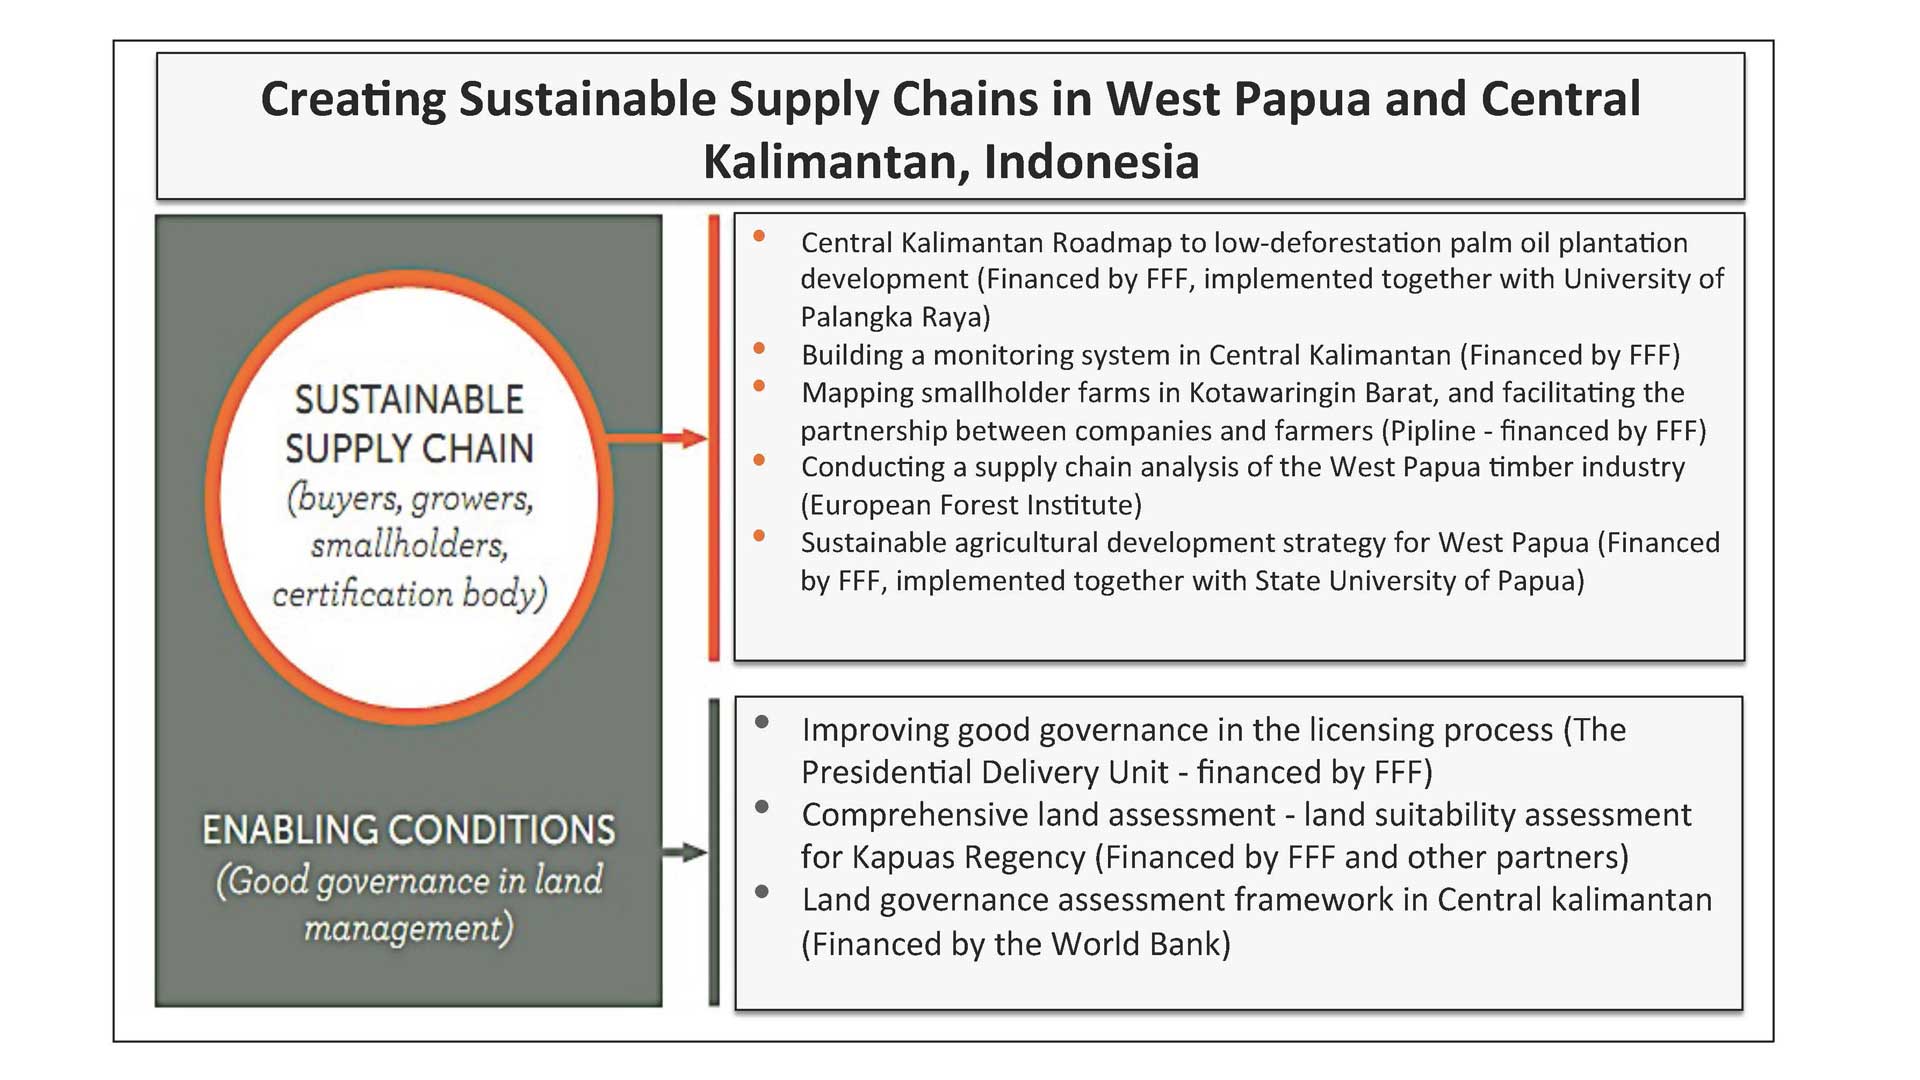 Creating Sustainable Supply Chains in West Papua and Central
Kalimantan, Indonesia
SUSTAINABLE
SUPPLY CHAIN
(buyers, growers,
smallholders,
certification body)
• Central Kalimantan Roadmap to low-deforestation palm oil plantation
development (Financed by FFF, implemented together with University of
Palangka Raya)
• Building a monitoring system in Central Kalimantan (Financed by FFF)
• Mapping smallholder farms in Kotawaringin Barat, and facilitating the
partnership between companies and farmers (Pipline - financed by FFF)
• Conducting a supply chain analysis of the West Papua timber industry
(European Forest Institute)
• Sustainable agricultural development strategy for West Papua (Financed
by FFF, implemented together with State University of Papua)
ENABLING CONDITIONS
(Good governance in land
management)
• Improving good governance in the licensing process (The
Presidential Delivery Unit - financed by FFF)
• Comprehensive land assessment - land suitability assessment
for Kapuas Regency (Financed by FFF and other partners)
• Land governance assessment framework in Central kalimantan
(Financed by the World Bank)